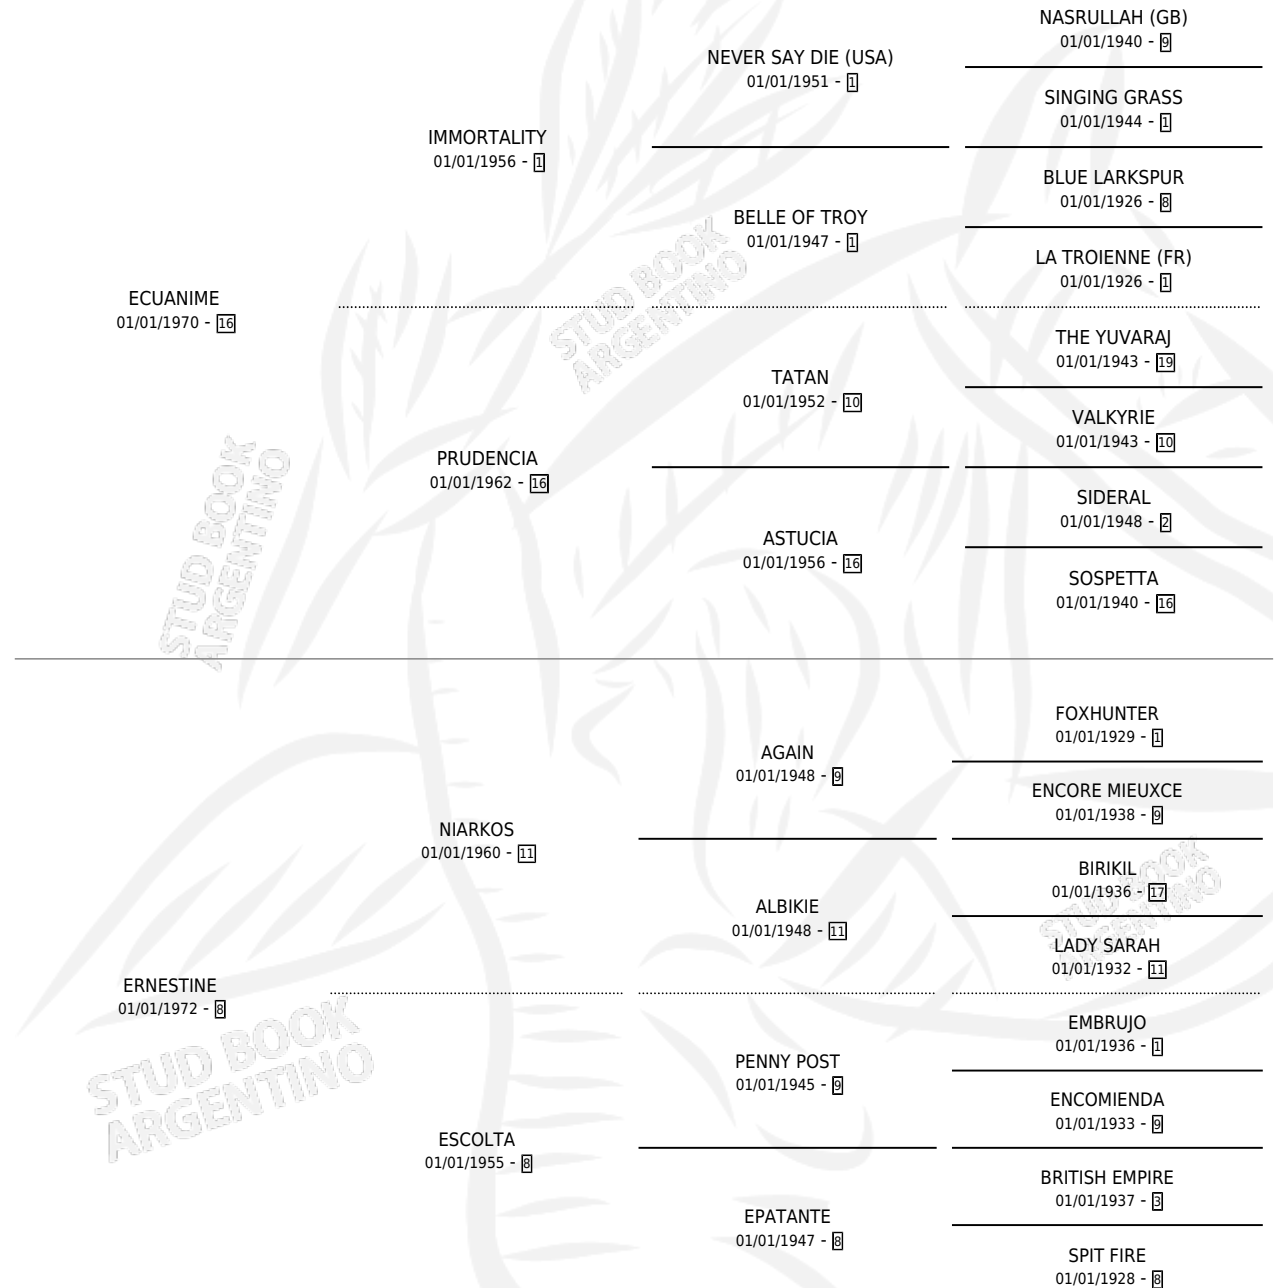 NASRULLAH (GB)
01/01/1940 - 9
NEVER SAY DIE (USA)
01/01/1951 - 1
SINGING GRASS
01/01/1944 - 1
IMMORTALITY
01/01/1956 - 1
BLUE LARKSPUR
01/01/1926 - 8
BELLE OF TROY
01/01/1947 - 1
LA TROIENNE (FR)
01/01/1926 - 1
ECUANIME
01/01/1970 - 16
THE YUVARAJ
01/01/1943 - 19
TATAN
01/01/1952 - 10
VALKYRIE
01/01/1943 - 10
PRUDENCIA
01/01/1962 - 16
SIDERAL
01/01/1948 - 2
ASTUCIA
01/01/1956 - 16
SOSPETTA
01/01/1940 - 16
STUD BOOK
ARGENTINO
STUD BOOK
ARGENTINO
FOXHUNTER
01/01/1929 - 1
AGAIN
01/01/1948 - 9
ENCORE MIEUXCE
01/01/1938 - 9
NIARKOS
01/01/1960 - 11
BIRIKIL
01/01/1936 - 17
ALBIKIE
01/01/1948 - 11
LADY SARAH
01/01/1932 - 11
STUD BOOK
ARGENTINO
ERNESTINE
01/01/1972 - 8
EMBRUJO
01/01/1936 - 1
PENNY POST
01/01/1945 - 9
ENCOMIENDA
01/01/1933 - 9
STUD BOOK
ARGENTINO
ESCOLTA
01/01/1955 - 8
BRITISH EMPIRE
01/01/1937 - 3
EPATANTE
01/01/1947 - 8
SPIT FIRE
01/01/1928 - 8